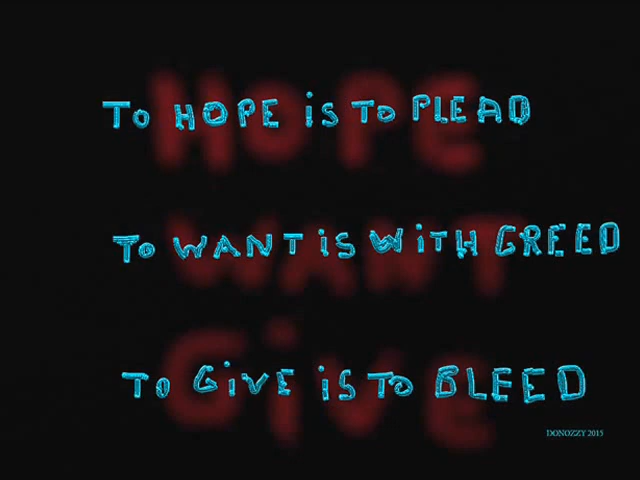 HOPE
TO HOPE is TO PLEAD
WANT
TO WANT is WiTH GREED
Give
TO GiVE iS TO BLEED
DONOZZY 2015